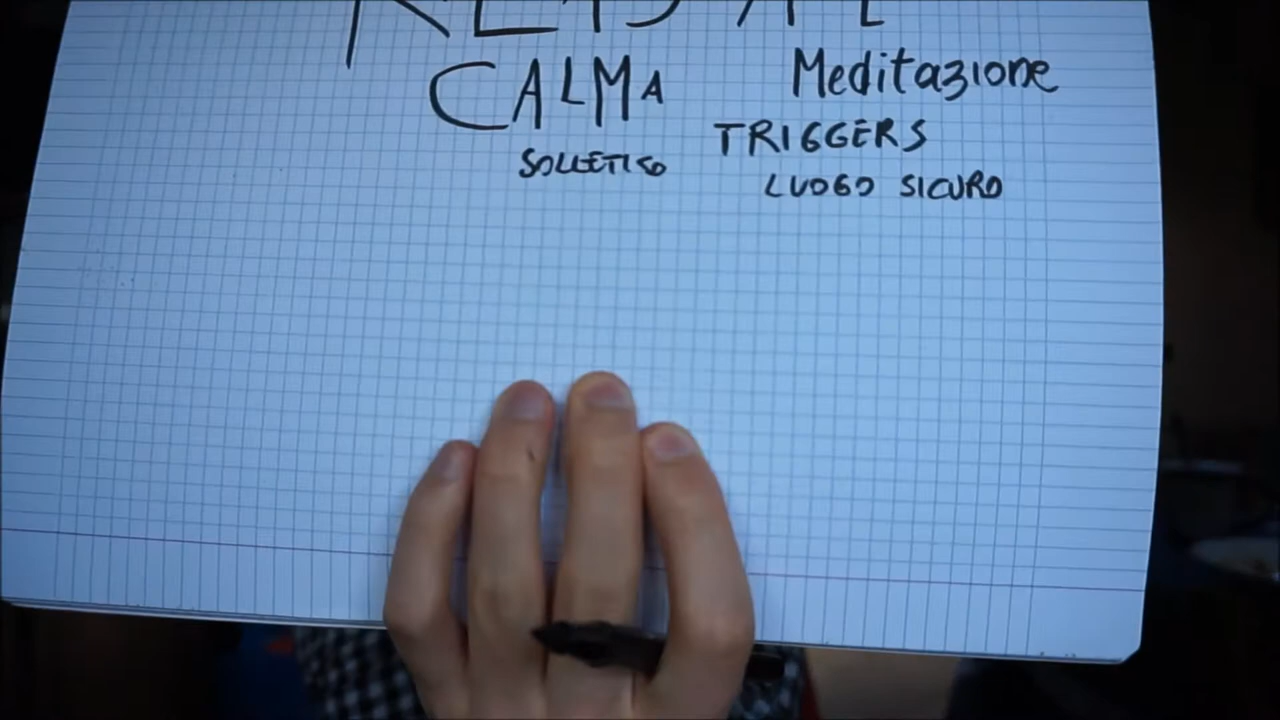 CALMA
Meditazione
SOLLETICO
TRIGGERS
LUOGO SICURO